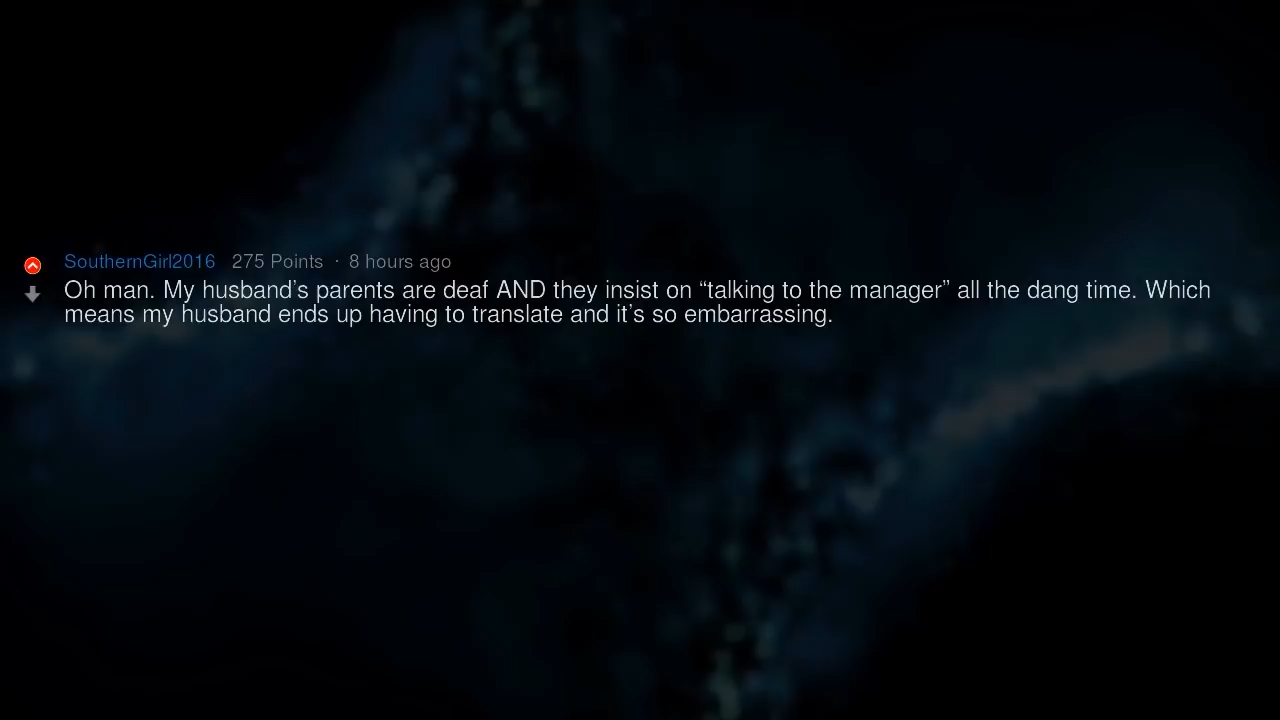 SouthernGirl2016 275 Points · 8 hours ago
Oh man. My husband’s parents are deaf AND they insist on “talking to the manager” all the dang time. Which
means my husband ends up having to translate and it’s so embarrassing.